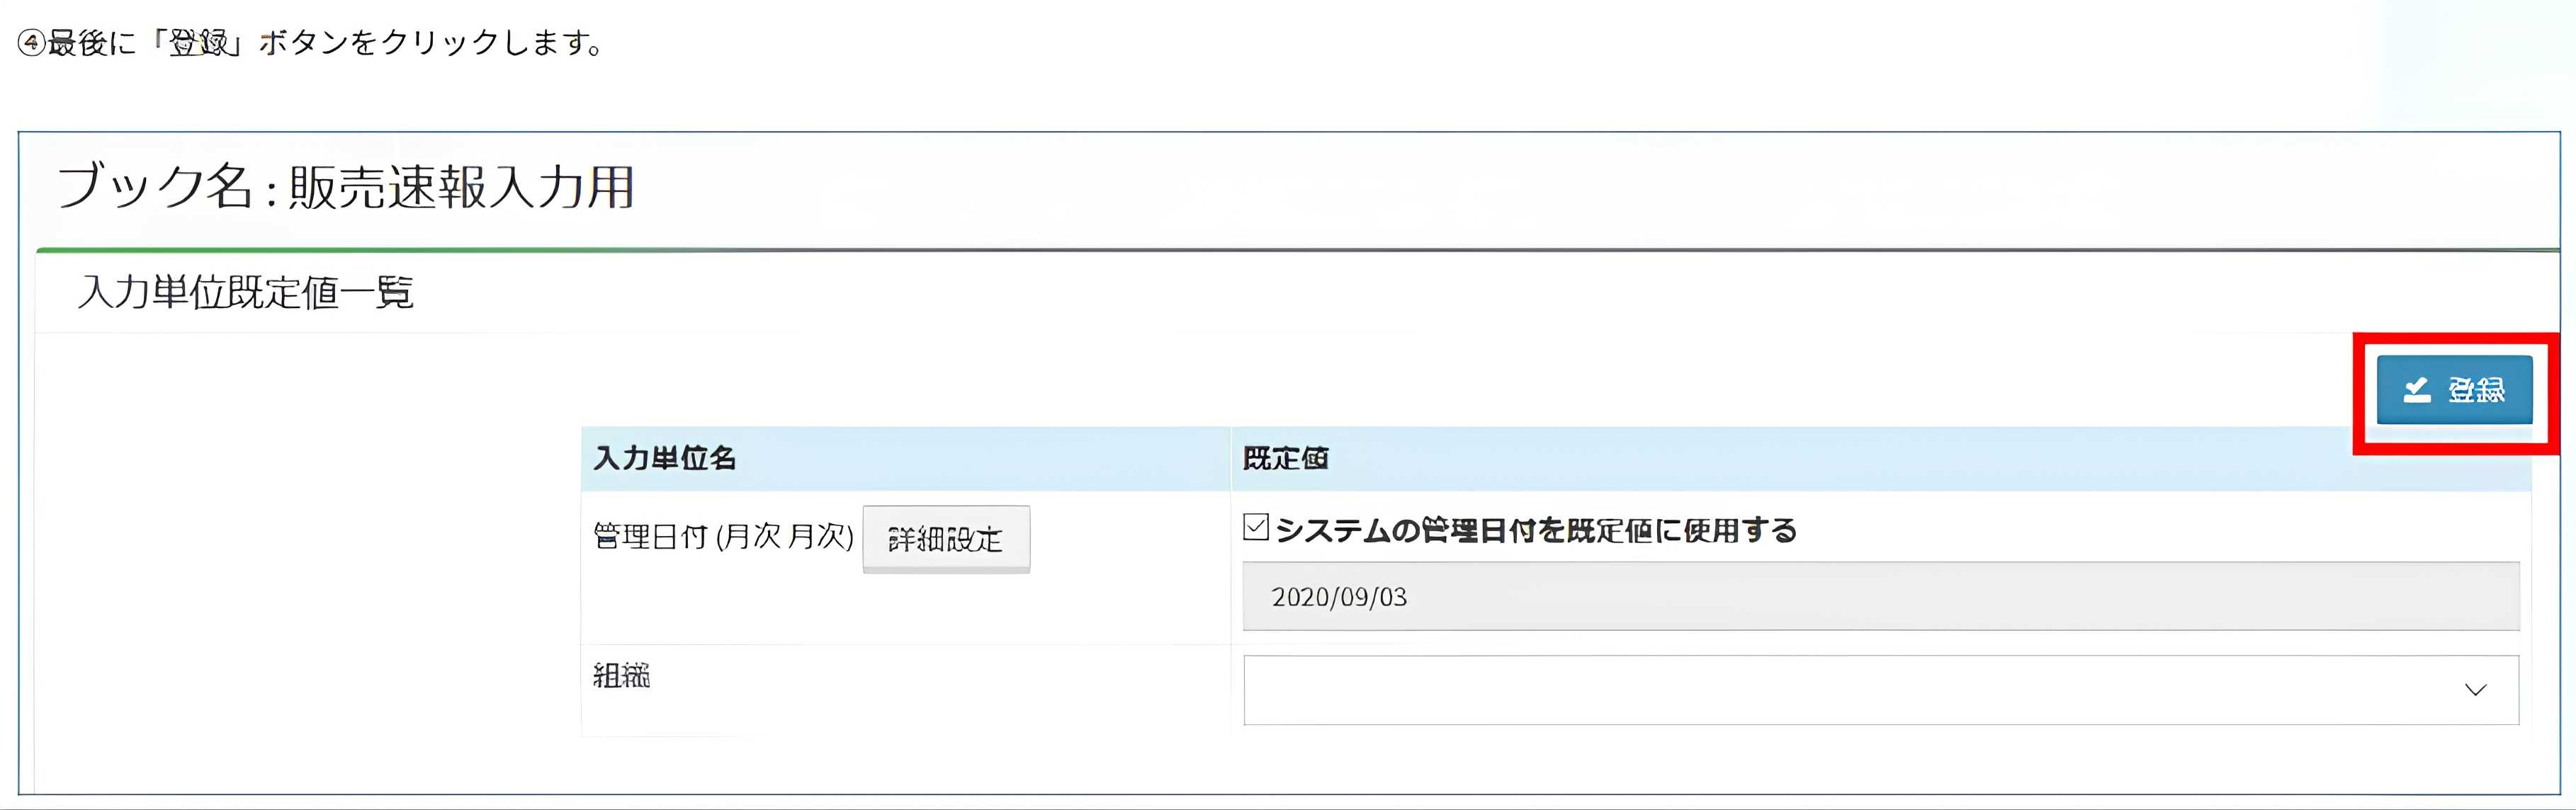 ④最後に「登録」ボタンをクリックします。
ブック名 : 販売速報入力用
入力単位既定値一覧
登録
入力単位名 既定値
管理日付 (月次 月次) 詳細設定 システムの管理日付を既定値に使用する
2020/09/03
組織